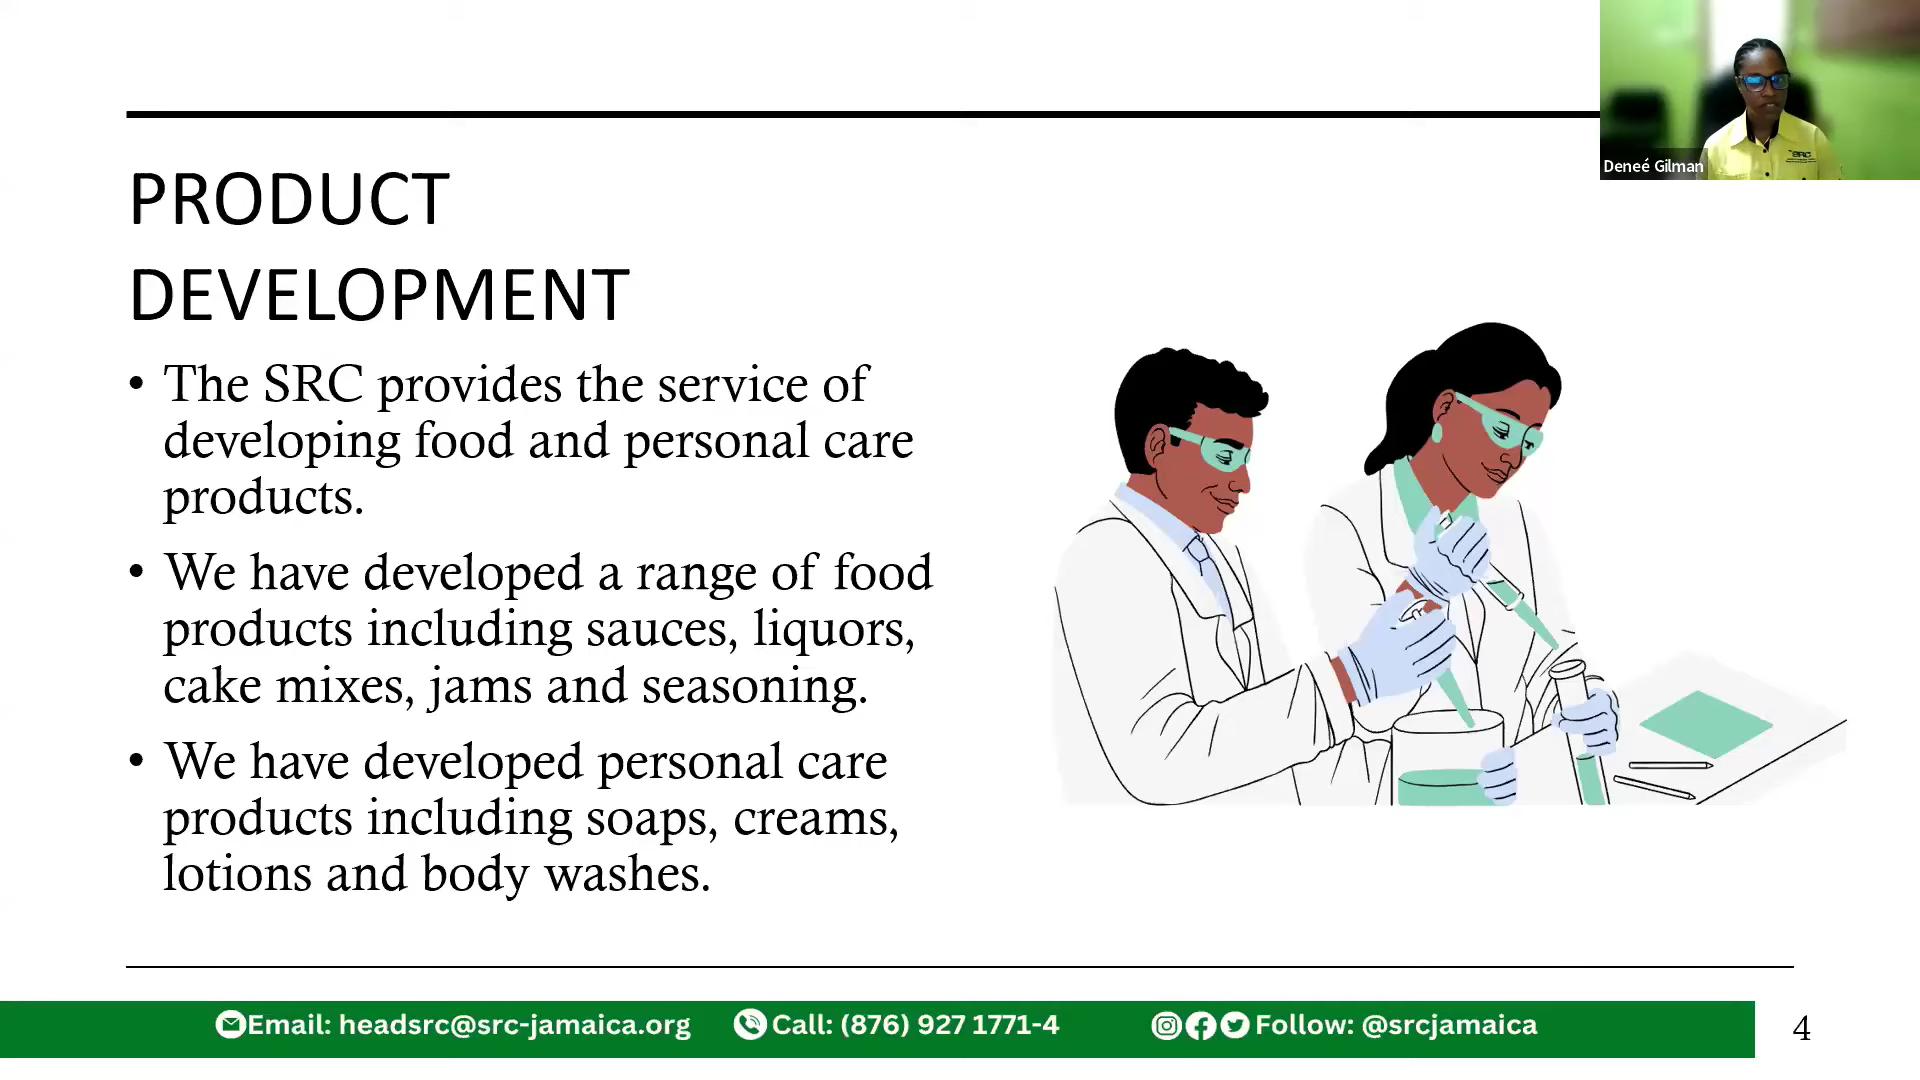 Deneé Gilman
SRC
PRODUCT
DEVELOPMENT
• The SRC provides the service of
developing food and personal care
products.
• We have developed a range of food
products including sauces, liquors,
cake mixes, jams and seasoning.
• We have developed personal care
products including soaps, creams,
lotions and body washes.
Email: headsrc@src-jamaica.org Call: (876) 927 1771-4 Follow: @srcjamaica
4